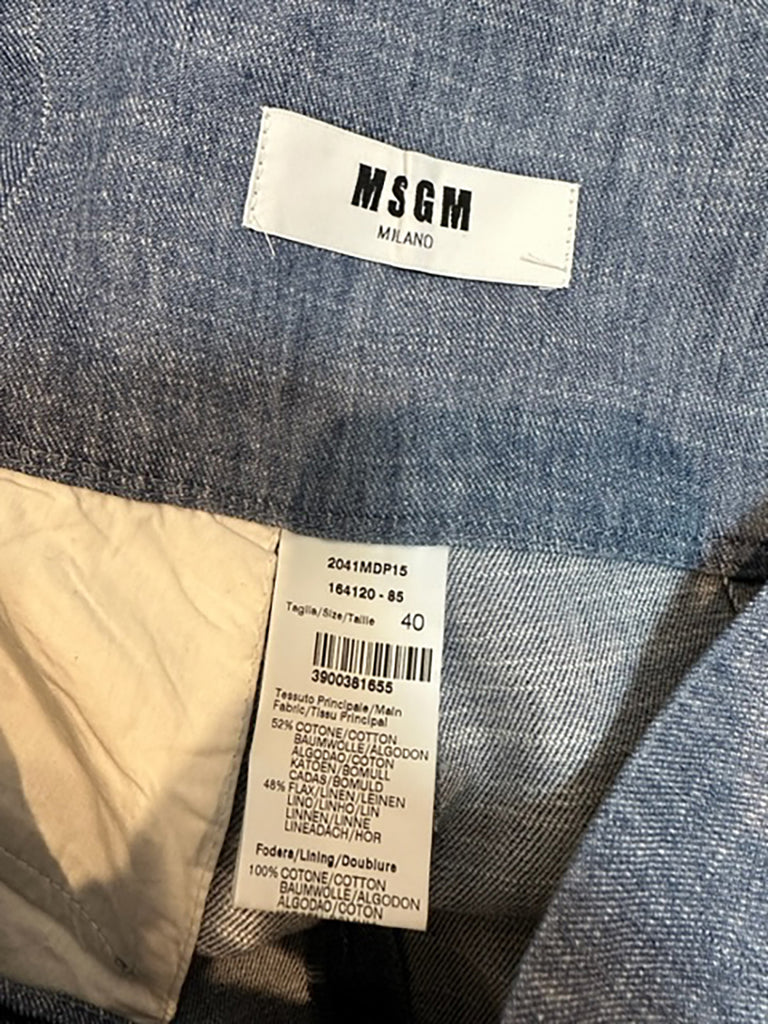 MSGM
MILANO
2041MDP15
164120 - 85
Taglia/Size/Taille 40
3900381655
Tessuto Principale/Main
Fabric/Tissu Principal
52% COTONE/COTTON
BAUMWOLLE/ALGODON
ALGODAO/COTON
KATOEN/BOMULL
CADAS/BOMULD
48% FLAX/LINEN/LEINEN
LINO/LINHO/LIN
LINNEN/LINNE
LINEADACH/HOR
Fodera/Lining/Doublure
100% COTONE/COTTON
BAUMWOLLE/ALGODON
ALGODAO/COTON